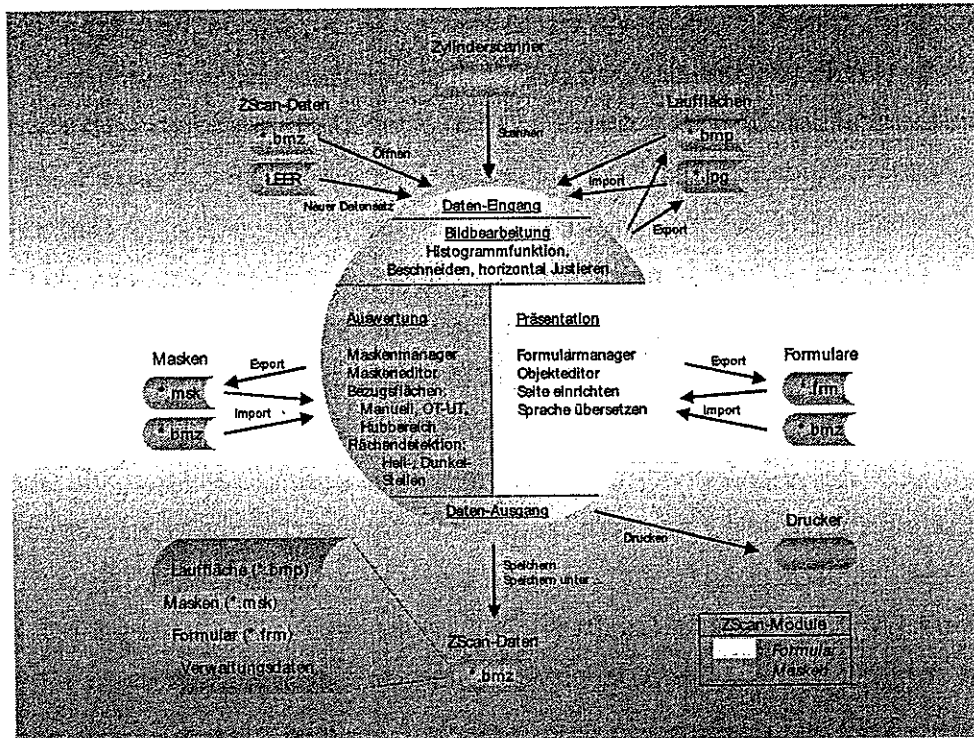 Zylinderscanner
ZScan-Daten
*.bmz
LEER
Öffnen
Neuer Datensatz
Scannen
Laufflächen
*.bmp
*.jpg
Import
Export
Daten-Eingang
Bildbearbeitung
Histogrammfunktion,
Beschneiden, horizontal Justieren
Auswertung
Maskenmanager
Maskeneditor
Bezugsflächen:
Manuell, OT-UT,
Hubbereich
Flächendetektion:
Hell-, Dunkel-
Stellen
Präsentation
Formularmanager
Objekteditor
Seite einrichten
Sprache übersetzen
Masken
*.msk
*.bmz
Export
Import
Formulare
*.frm
*.bmz
Export
Import
Daten-Ausgang
Drucken
Drucker
Speichern
Speichern unter ...
Lauffläche (*.bmp)
Masken (*.msk)
Formular (*.frm)
Verwaltungsdaten
ZScan-Daten
*.bmz
ZScan-Module
Formular
Masken